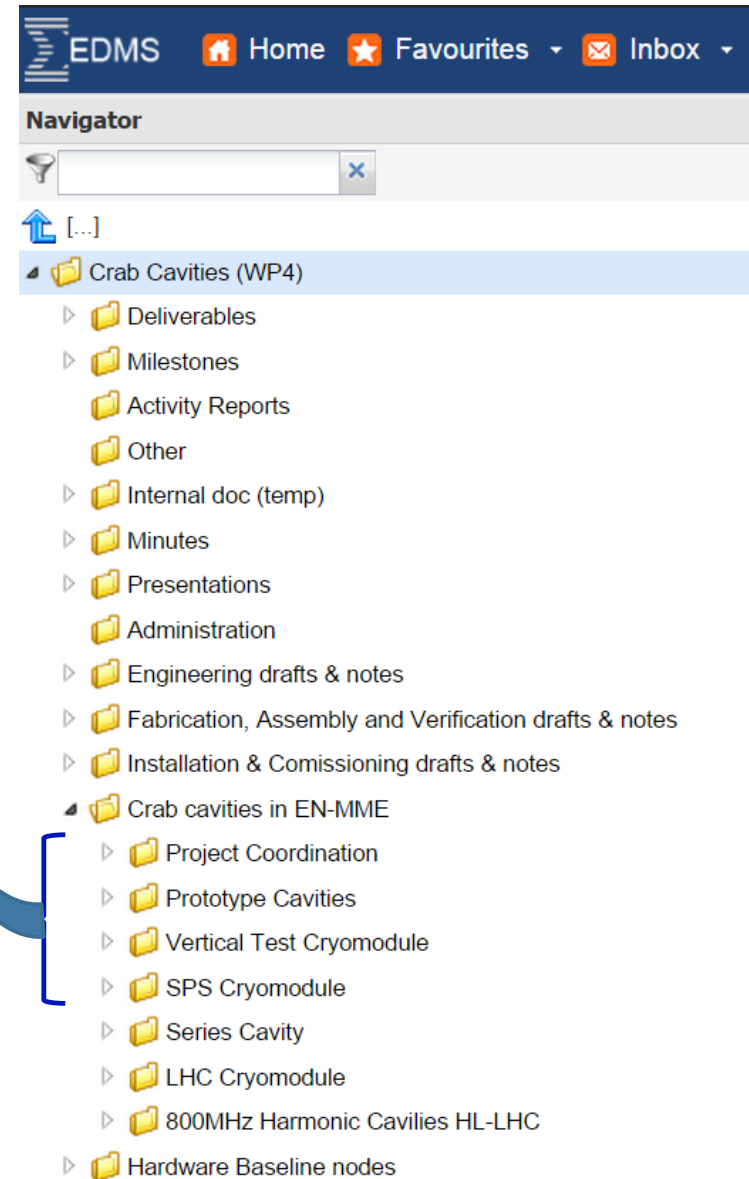 EDMS Home Favourites Inbox
Navigator
[...]
Crab Cavities (WP4)
Deliverables
Milestones
Activity Reports
Other
Internal doc (temp)
Minutes
Presentations
Administration
Engineering drafts & notes
Fabrication, Assembly and Verification drafts & notes
Installation & Comissioning drafts & notes
Crab cavities in EN-MME
Project Coordination
Prototype Cavities
Vertical Test Cryomodule
SPS Cryomodule
Series Cavity
LHC Cryomodule
800MHz Harmonic Cavilies HL-LHC
Hardware Baseline nodes